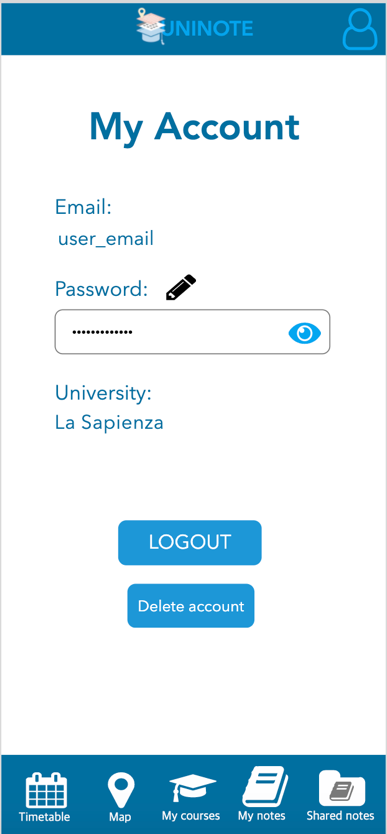 UNINOTE
My Account
Email:
user_email
Password:
•••••••••••••
University:
La Sapienza
LOGOUT
Delete account
Timetable
Map
My courses
My notes
Shared notes